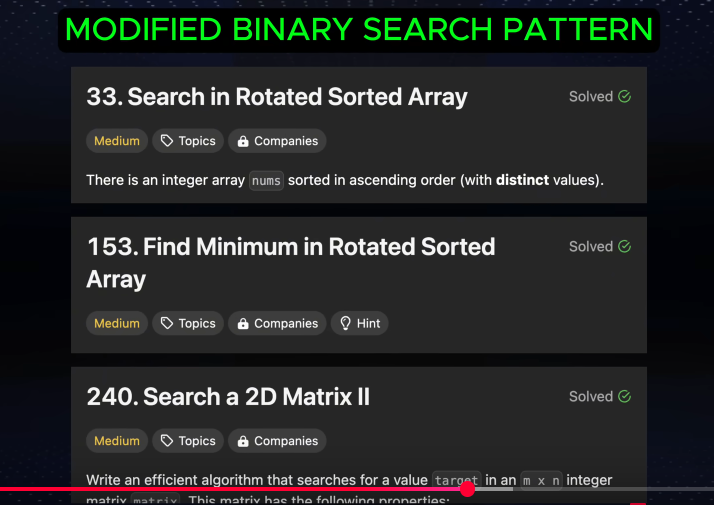 MODIFIED BINARY SEARCH PATTERN
33. Search in Rotated Sorted Array
Solved
Medium
Topics
Companies
There is an integer array nums sorted in ascending order (with distinct values).
153. Find Minimum in Rotated Sorted
Array
Solved
Medium
Topics
Companies
Hint
240. Search a 2D Matrix II
Solved
Medium
Topics
Companies
Write an efficient algorithm that searches for a value target in an m x n integer
matrix matrix. This matrix has the following properties: